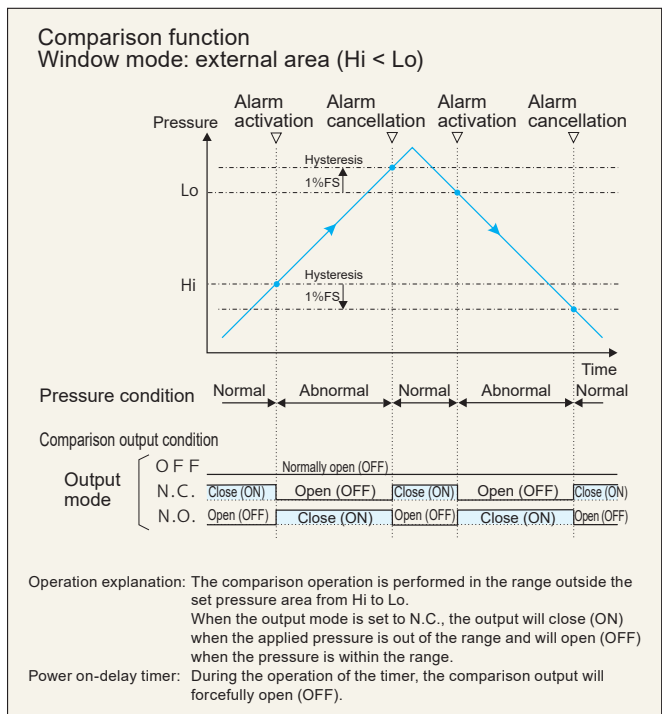 Comparison function
Window mode: external area (Hi < Lo)
Alarm activation
Alarm cancellation
Alarm activation
Alarm cancellation
Pressure
Hysteresis
1%FS
Lo
Hysteresis
Hi
1%FS
Time
Pressure condition Normal Abnormal Normal Abnormal Normal
Comparison output condition
Output mode
OFF Normally open (OFF)
N.C. Close (ON) Open (OFF) Close (ON) Open (OFF) Close (ON)
N.O. Open (OFF) Close (ON) Open (OFF) Close (ON) Open (OFF)
Operation explanation: The comparison operation is performed in the range outside the
set pressure area from Hi to Lo.
When the output mode is set to N.C., the output will close (ON)
when the applied pressure is out of the range and will open (OFF)
when the pressure is within the range.
Power on-delay timer: During the operation of the timer, the comparison output will
forcefully open (OFF).